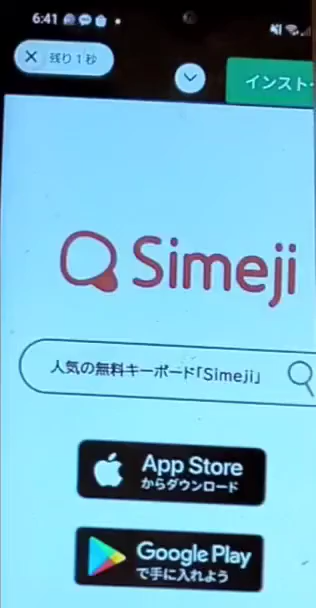 6:41
残り1秒
インスト
Simeji
人気の無料キーボード「Simeji」
App Store
からダウンロード
Google Play
で手に入れよう